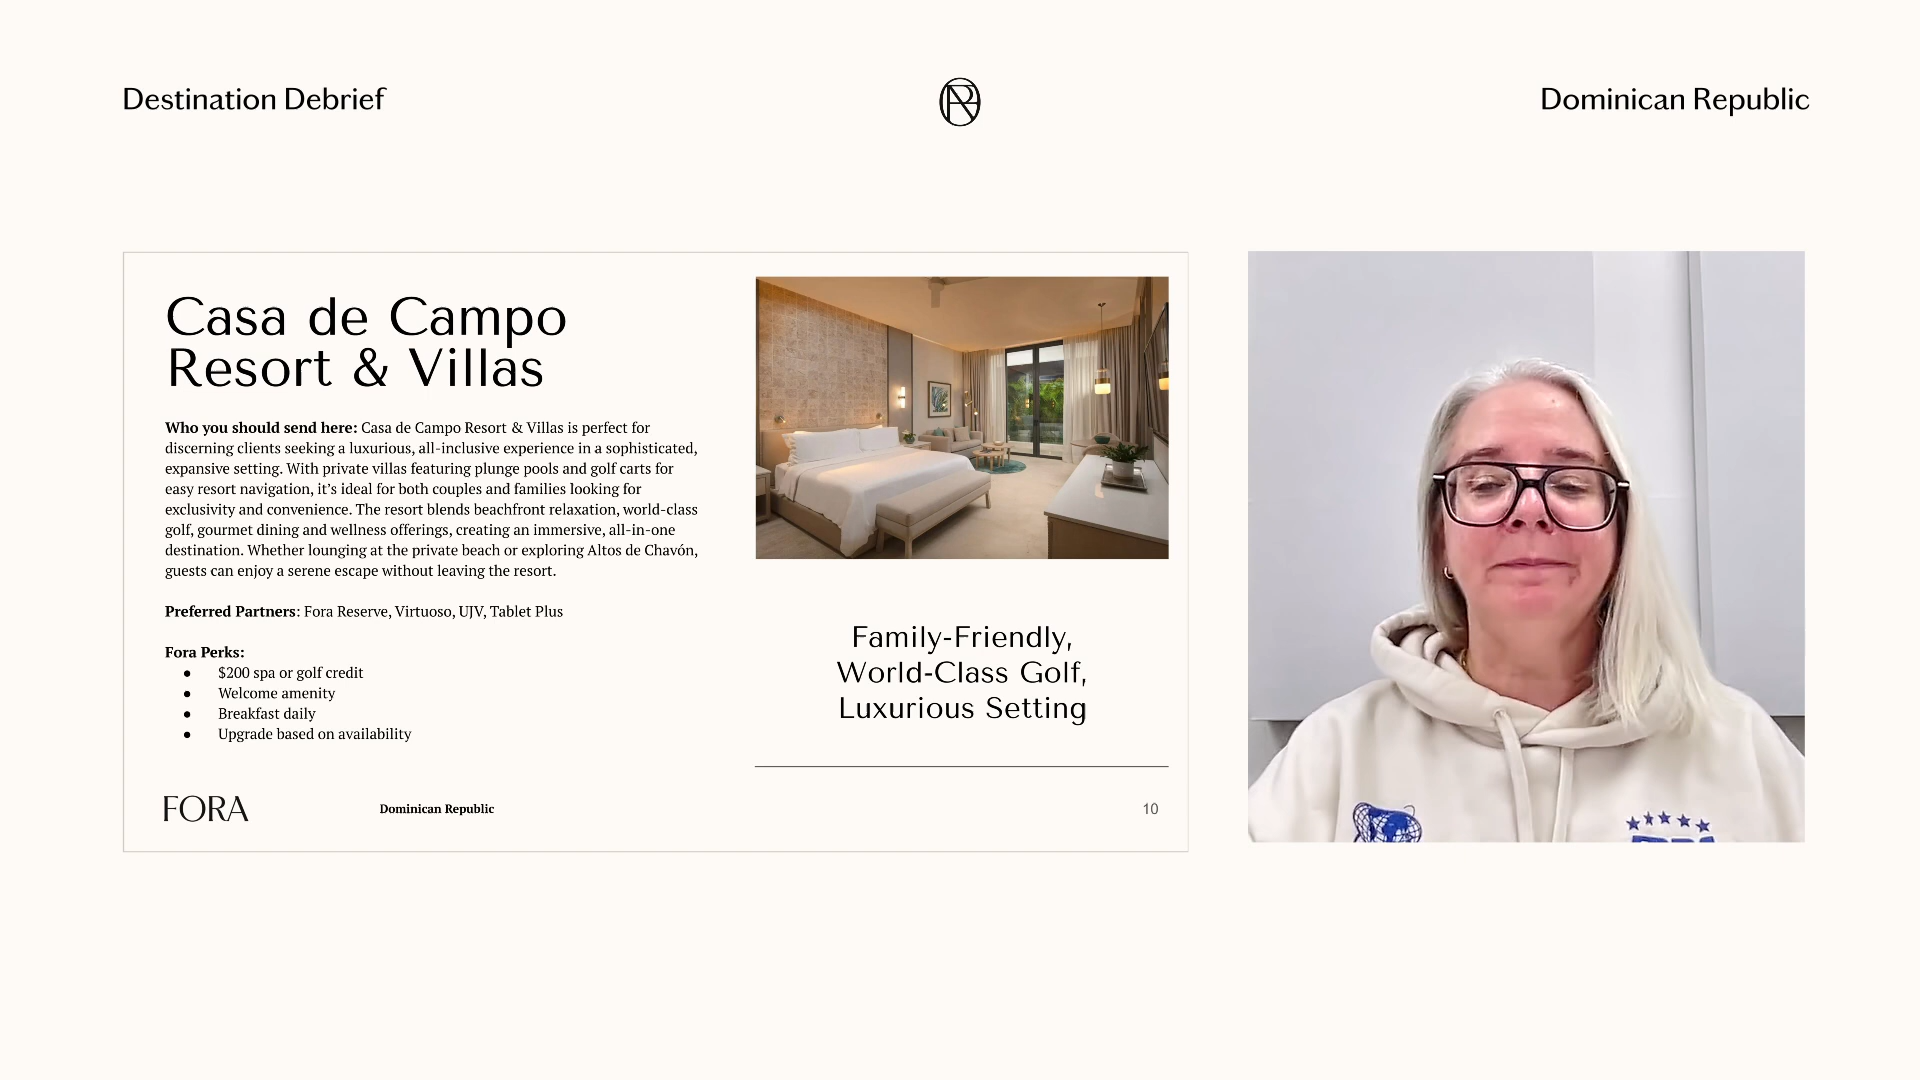 Destination Debrief
Dominican Republic
Casa de Campo
Resort & Villas
Who you should send here: Casa de Campo Resort & Villas is perfect for
discerning clients seeking a luxurious, all-inclusive experience in a sophisticated,
expansive setting. With private villas featuring plunge pools and golf carts for
easy resort navigation, it’s ideal for both couples and families looking for
exclusivity and convenience. The resort blends beachfront relaxation, world-class
golf, gourmet dining and wellness offerings, creating an immersive, all-in-one
destination. Whether lounging at the private beach or exploring Altos de Chavón,
guests can enjoy a serene escape without leaving the resort.
Preferred Partners: Fora Reserve, Virtuoso, UJV, Tablet Plus
Fora Perks:
● $200 spa or golf credit
● Welcome amenity
● Breakfast daily
● Upgrade based on availability
Family-Friendly,
World-Class Golf,
Luxurious Setting
FORA
Dominican Republic
10